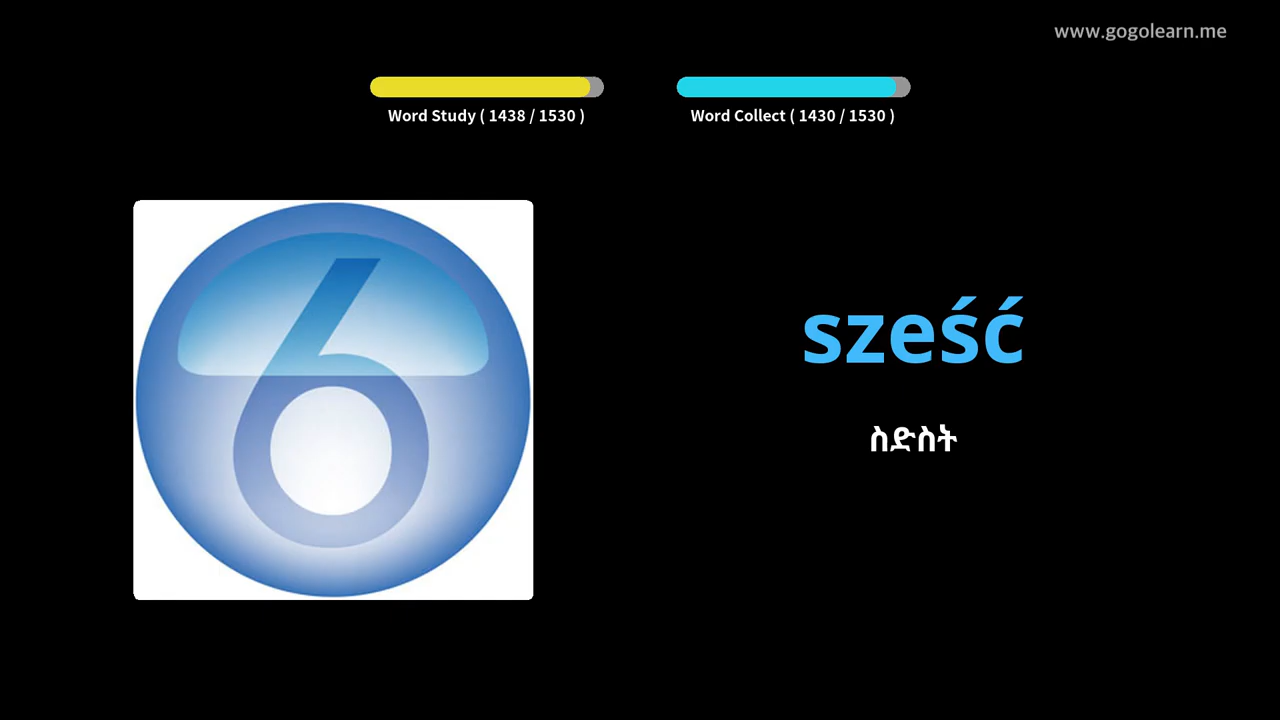 www.gogolearn.me
Word Study ( 1438 / 1530 )
Word Collect ( 1430 / 1530 )
6
sześć
ስድስት